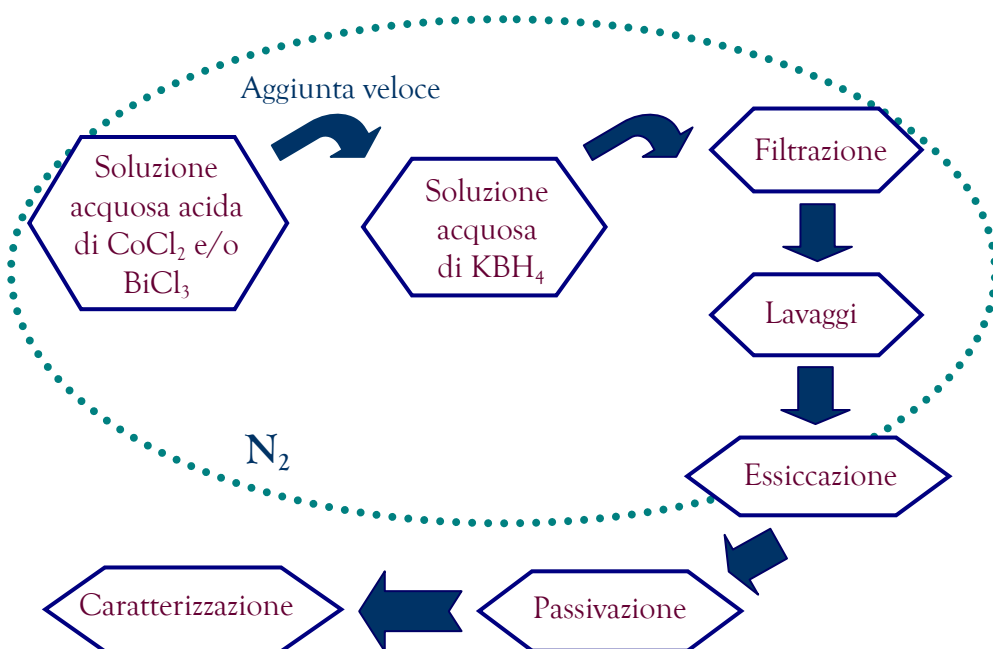 Aggiunta veloce
Soluzione
acquosa acida
di CoCl₂ e/o
BiCl₃
Soluzione
acquosa
di KBH₄
Filtrazione
Lavaggi
N₂
Essiccazione
Passivazione
Caratterizzazione